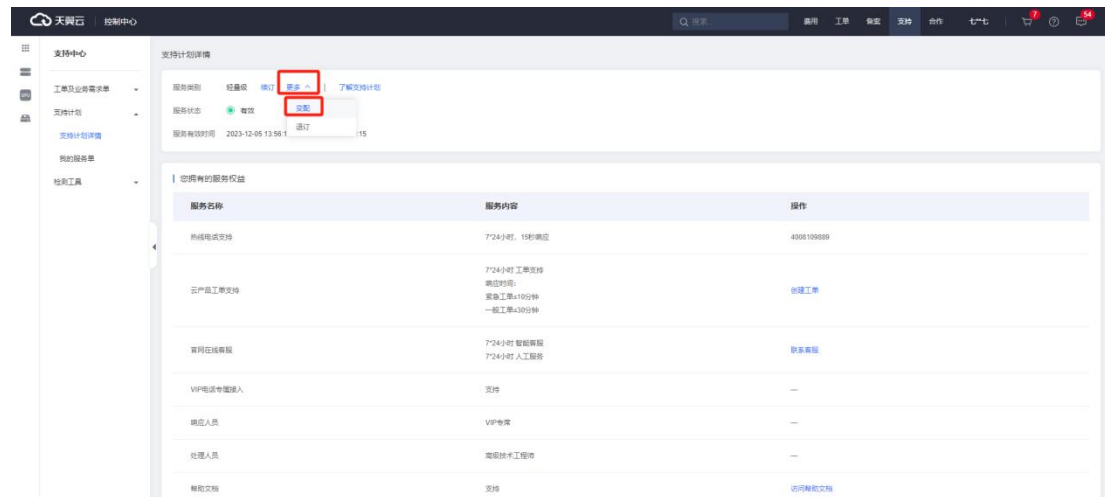 天翼云 控制中心 搜索... 费用 工单 备案 支持 合作 t***t 7 54
支持中心
支持计划详情
工单及业务需求单
支持计划
支持计划详情
我的服务单
检测工具
服务类别 轻量级 续订 更多 | 了解支持计划
变配
服务状态 有效
退订
服务有效时间 2023-12-05 13:56:1 :15
您拥有的服务权益
服务名称 服务内容 操作
热线电话支持 7*24小时，15秒响应 4008109889
云产品工单支持 7*24小时 工单支持
响应时间：
紧急工单≤10分钟
一般工单≤30分钟
创建工单
官网在线客服 7*24小时 智能客服
7*24小时 人工服务
联系客服
VIP电话专属接入 支持 —
响应人员 VIP专席 —
处理人员 高级技术工程师 —
帮助文档 支持 访问帮助文档